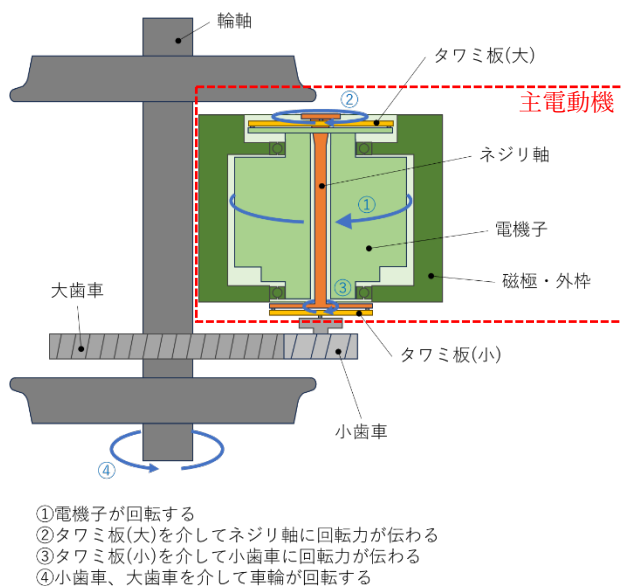 輪軸
タワミ板(大)
②
主電動機
ネジリ軸
①
電機子
③
磁極・外枠
大歯車
タワミ板(小)
小歯車
④
①電機子が回転する
②タワミ板(大)を介してネジリ軸に回転力が伝わる
③タワミ板(小)を介して小歯車に回転力が伝わる
④小歯車、大歯車を介して車輪が回転する